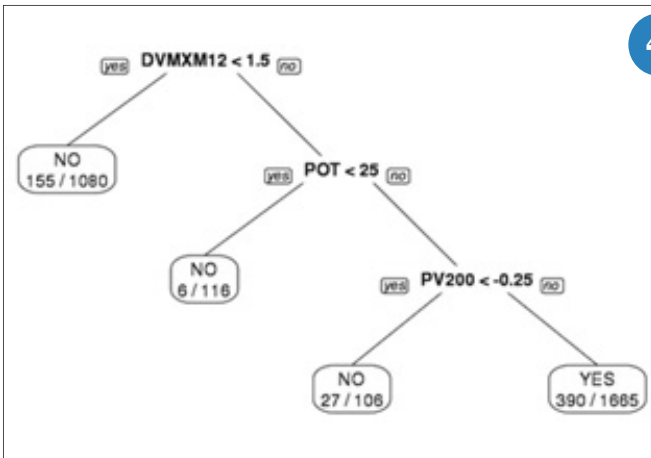 4
yes DVMXM12 < 1.5 no
NO
155 / 1080
yes POT < 25 no
NO
6 / 116
yes PV200 < -0.25 no
NO
27 / 106
YES
390 / 1665